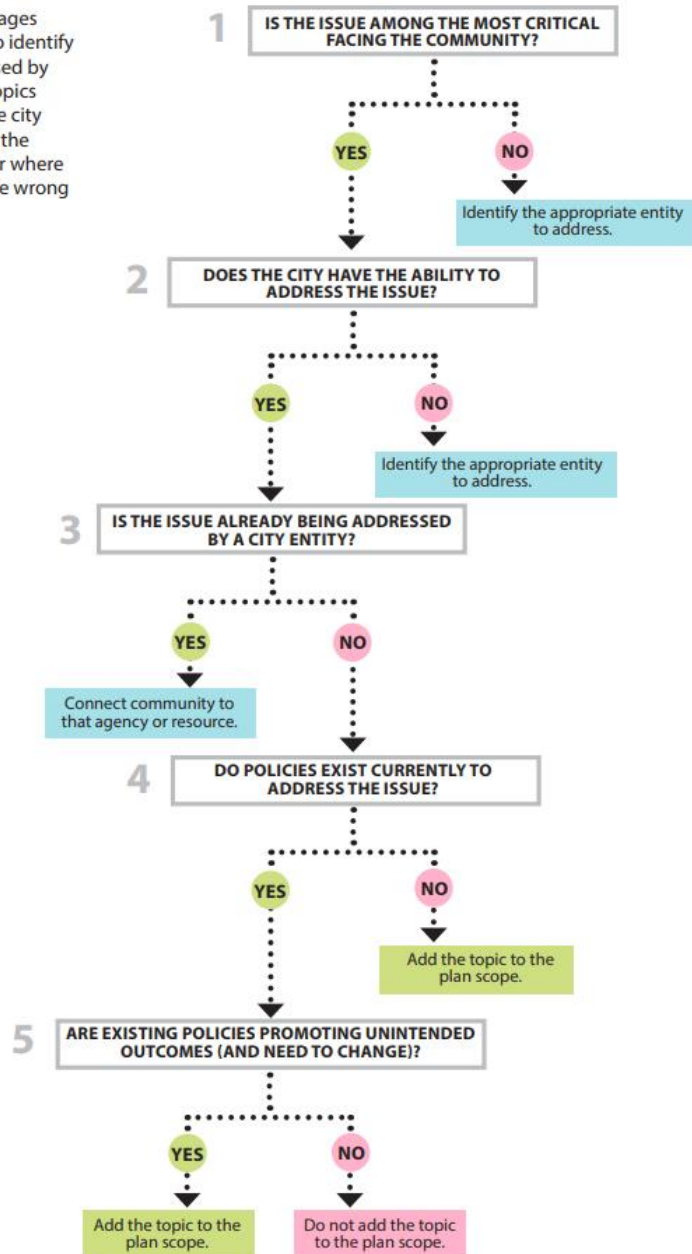 ages
o identify
ed by
opics
e city
the
r where
e wrong
1
IS THE ISSUE AMONG THE MOST CRITICAL
FACING THE COMMUNITY?
YES
NO
Identify the appropriate entity
to address.
2
DOES THE CITY HAVE THE ABILITY TO
ADDRESS THE ISSUE?
YES
NO
Identify the appropriate entity
to address.
3
IS THE ISSUE ALREADY BEING ADDRESSED
BY A CITY ENTITY?
YES
NO
Connect community to
that agency or resource.
4
DO POLICIES EXIST CURRENTLY TO
ADDRESS THE ISSUE?
YES
NO
Add the topic to the
plan scope.
5
ARE EXISTING POLICIES PROMOTING UNINTENDED
OUTCOMES (AND NEED TO CHANGE)?
YES
NO
Add the topic to the
plan scope.
Do not add the topic
to the plan scope.